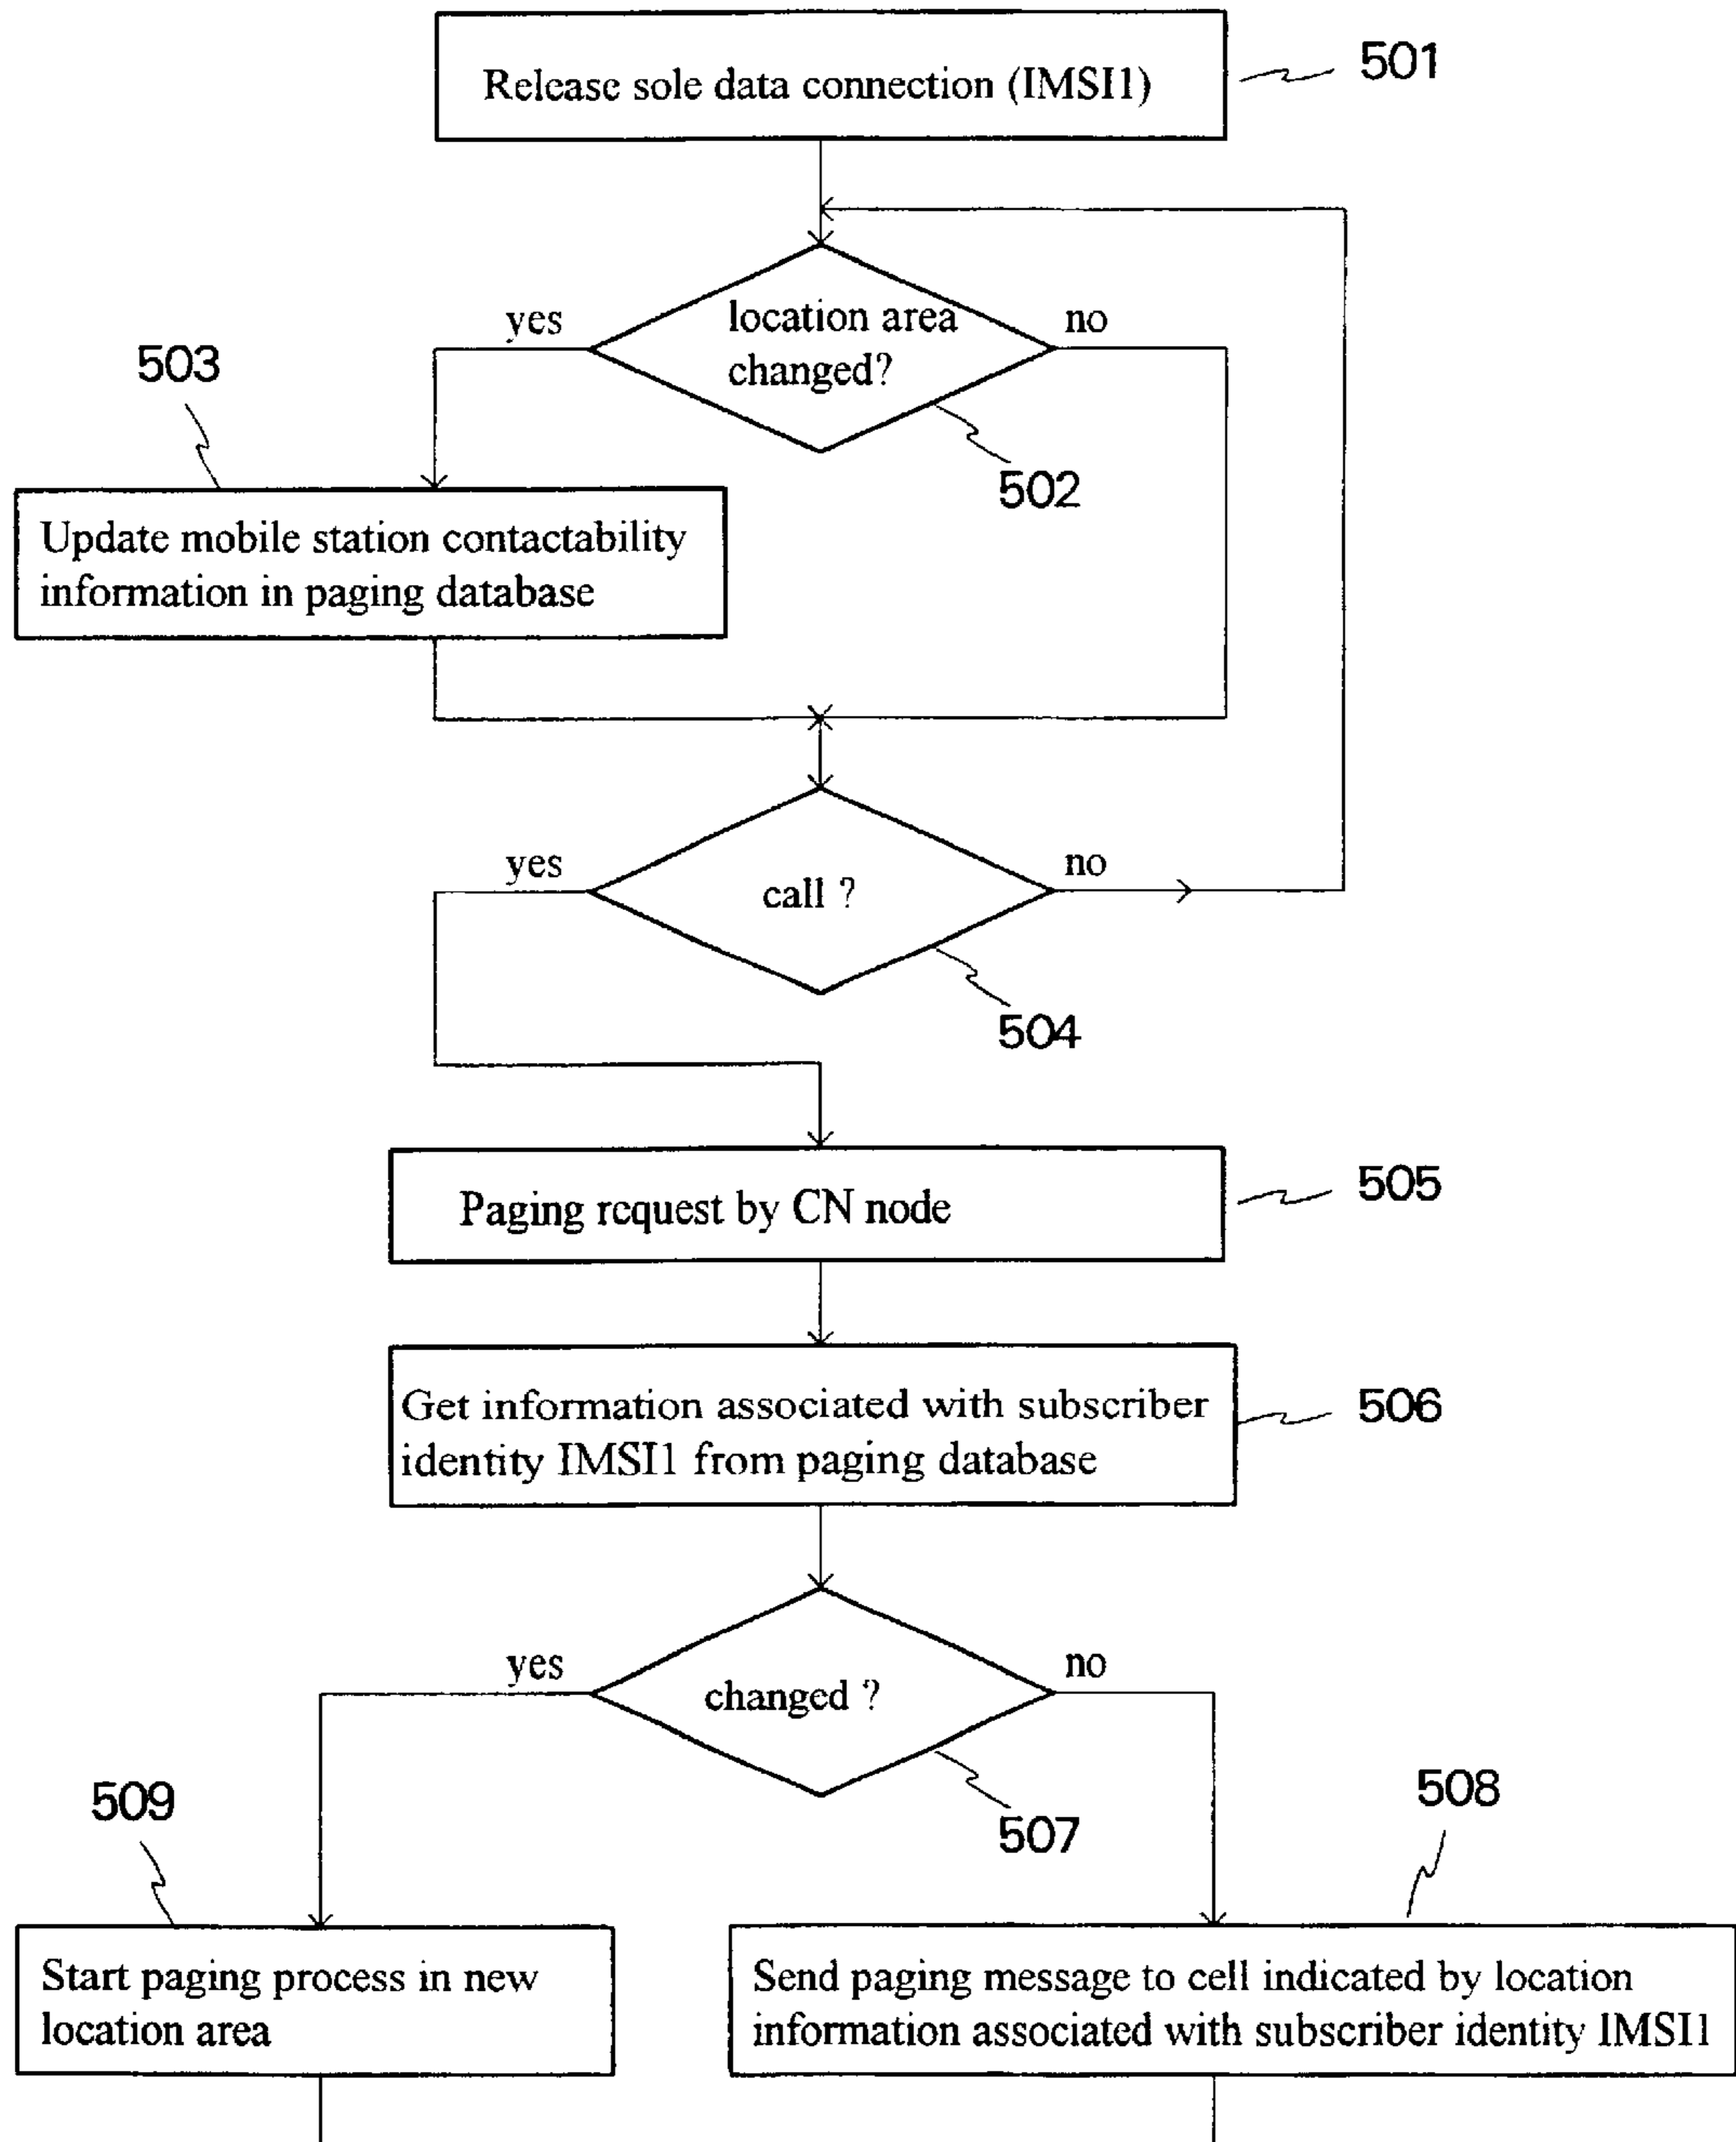 Release sole data connection (IMSI1)
501
yes
location area
changed?
no
503
502
Update mobile station contactability
information in paging database
yes
call ?
no
504
Paging request by CN node
505
Get information associated with subscriber
identity IMSI1 from paging database
506
yes
changed ?
no
507
509
508
Start paging process in new
location area
Send paging message to cell indicated by location
information associated with subscriber identity IMSI1